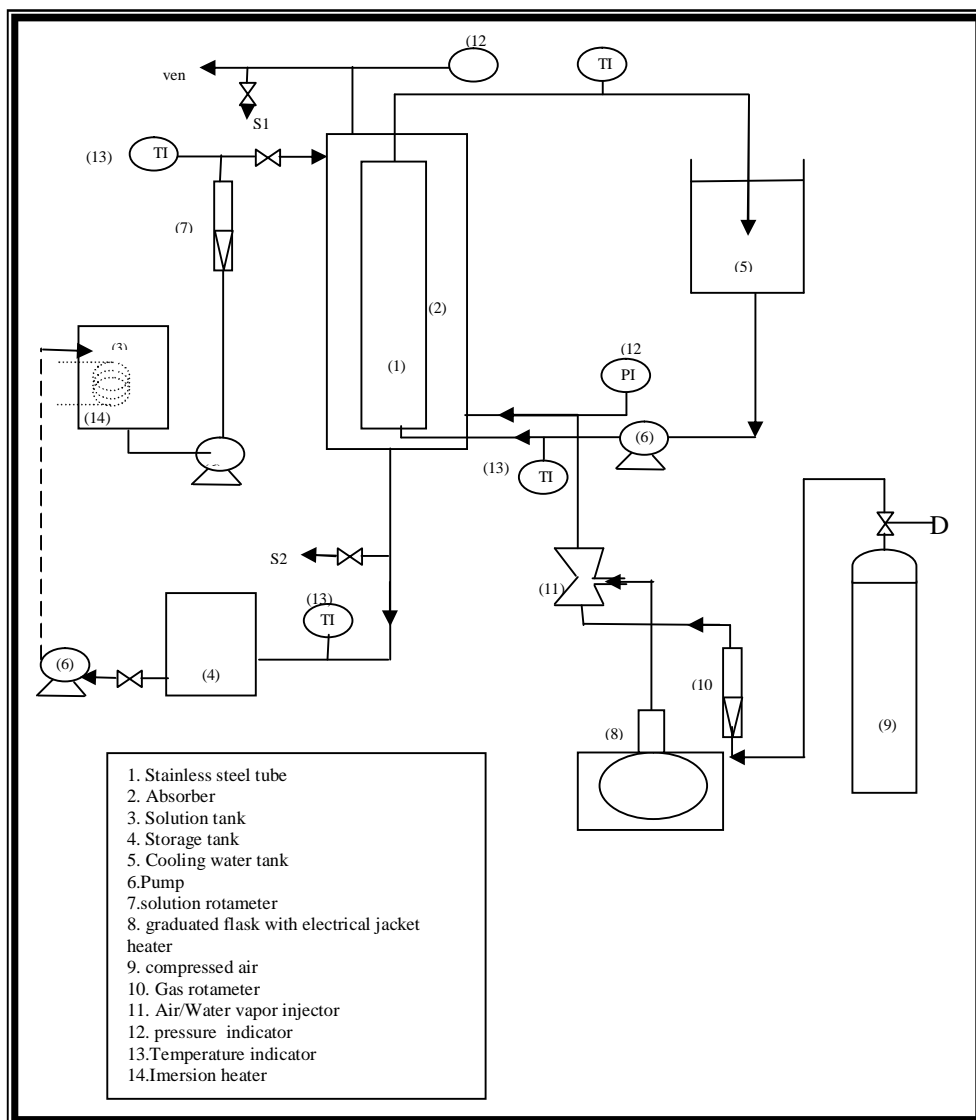 (12
ven
TI
S1
(13)
TI
(7)
(5)
(2)
(3)
(12
(1)
PI
(14)
(6)
(13)
TI
D
S2
(11)
(13)
TI
(6)
(4)
(10
(8)
(9)
1. Stainless steel tube
2. Absorber
3. Solution tank
4. Storage tank
5. Cooling water tank
6.Pump
7.solution rotameter
8. graduated flask with electrical jacket
heater
9. compressed air
10. Gas rotameter
11. Air/Water vapor injector
12. pressure indicator
13.Temperature indicator
14.Imersion heater